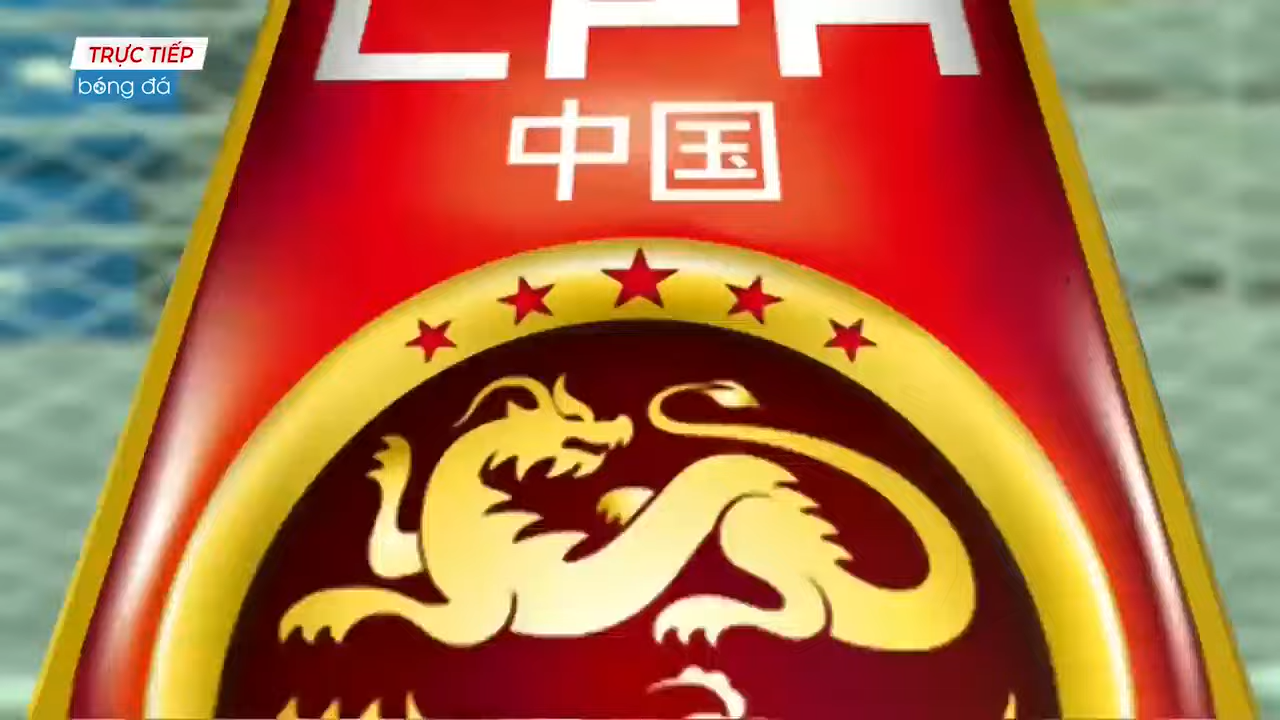 TRỰC TIẾP
bóng đá
中国